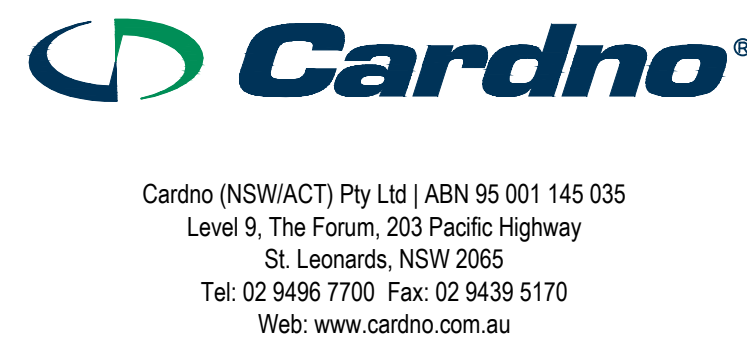 Cardno®
Cardno (NSW/ACT) Pty Ltd | ABN 95 001 145 035
Level 9, The Forum, 203 Pacific Highway
St. Leonards, NSW 2065
Tel: 02 9496 7700  Fax: 02 9439 5170
Web: www.cardno.com.au